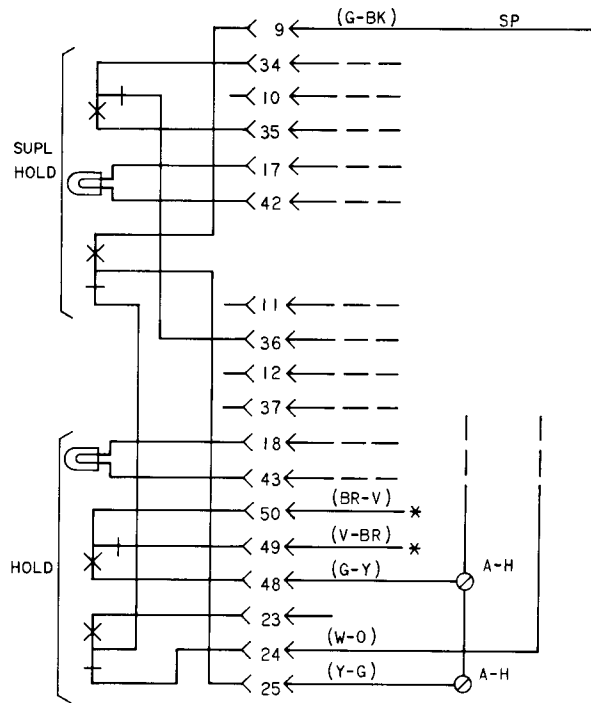 9 (G-BK) SP
34
10
35
SUPL
HOLD
17
42
11
36
12
37
18
43
50 (BR-V) *
49 (V-BR) *
HOLD
48 (G-Y) A-H
23
24 (W-O)
25 (Y-G) A-H